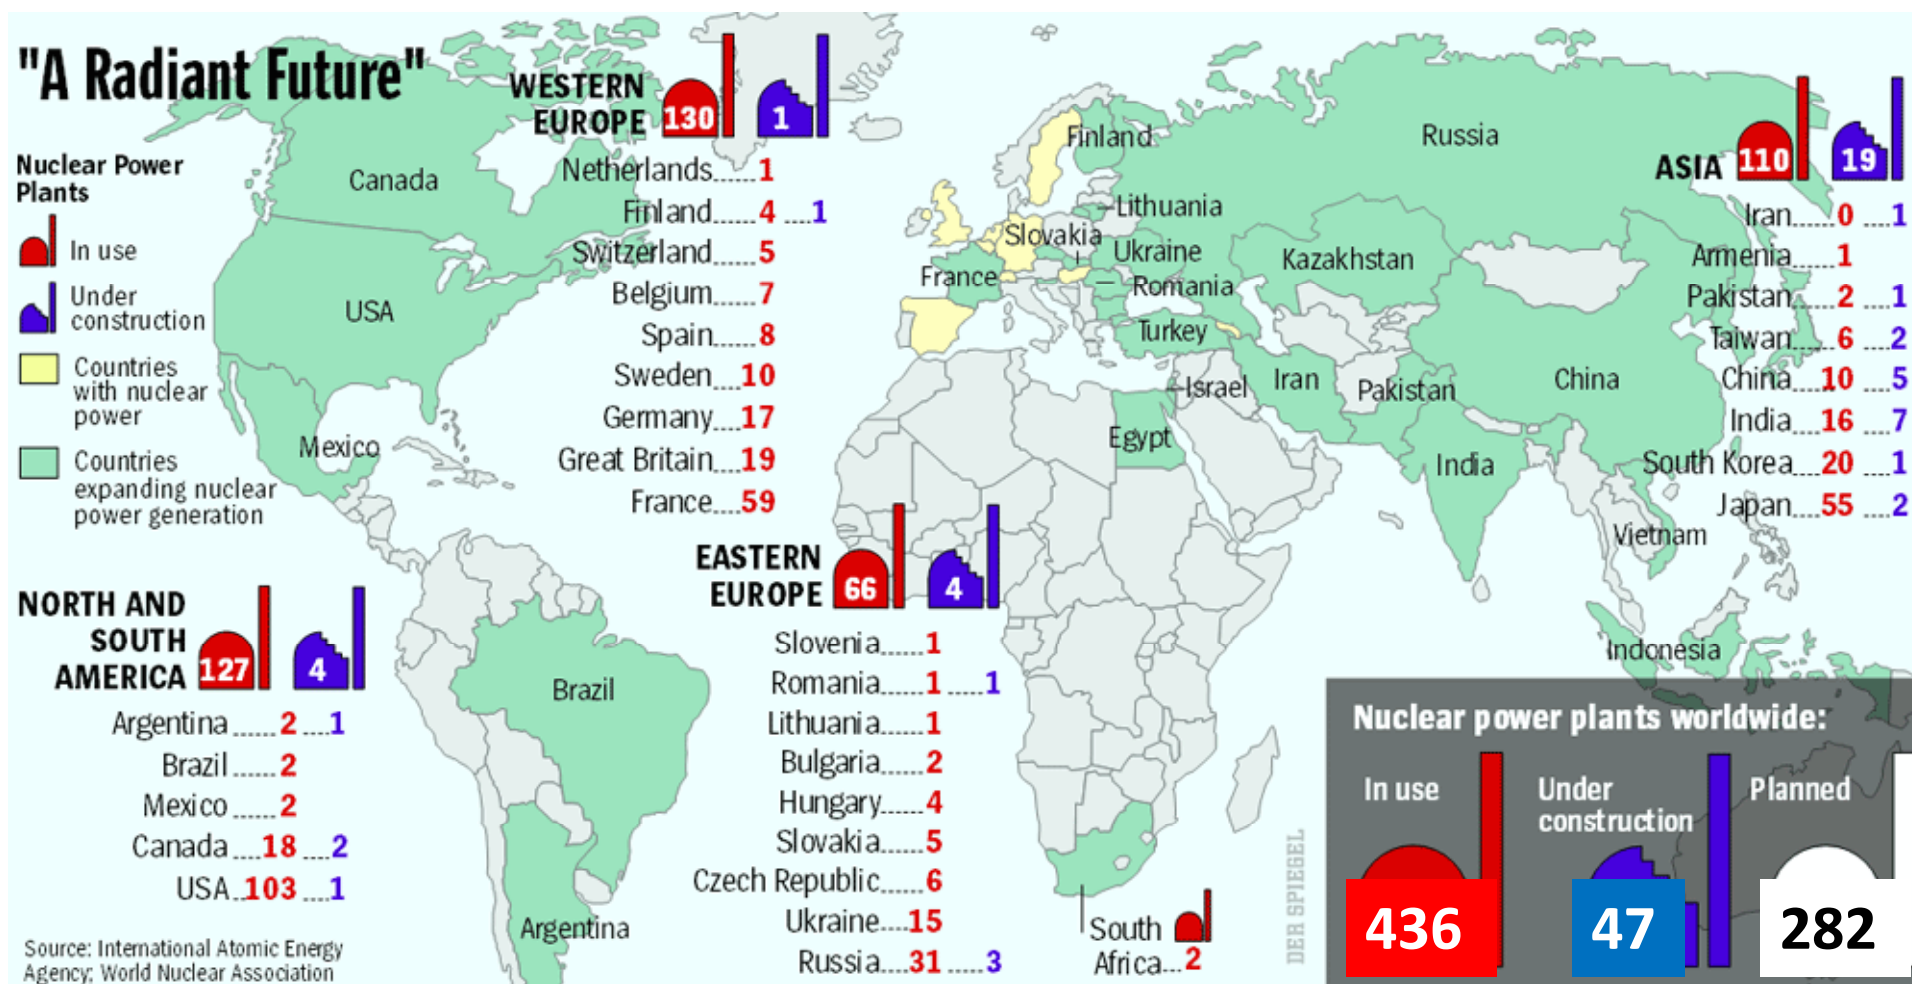 "A Radiant Future"
Nuclear Power
Plants
In use
Under
construction
Countries
with nuclear
power
Countries
expanding nuclear
power generation
WESTERN
EUROPE
130
1
Netherlands......1
Finland......4 ....1
Switzerland......5
Belgium......7
Spain......8
Sweden....10
Germany....17
Great Britain....19
France....59
NORTH AND
SOUTH
AMERICA
127
4
Argentina ......2 ....1
Brazil ......2
Mexico ......2
Canada ....18 ....2
USA ..103 ....1
EASTERN
EUROPE
66
4
Slovenia......1
Romania......1 .....1
Lithuania......1
Bulgaria......2
Hungary......4
Slovakia......5
Czech Republic......6
Ukraine....15
Russia....31 .....3
South
Africa...2
ASIA
110
19
Iran.....0 ....1
Armenia.....1
Pakistan.....2 ....1
Taiwan.....6 ....2
China....10 ....5
India....16 ....7
South Korea....20 ....1
Japan....55 ....2
Canada
USA
Mexico
Brazil
Argentina
Finland
Russia
Lithuania
Slovakia
Ukraine
France
Romania
Kazakhstan
Turkey
Israel
Iran
Pakistan
China
Egypt
India
Vietnam
Indonesia
Nuclear power plants worldwide:
In use
Under
construction
Planned
436
47
282
DER SPIEGEL
Source: International Atomic Energy
Agency; World Nuclear Association